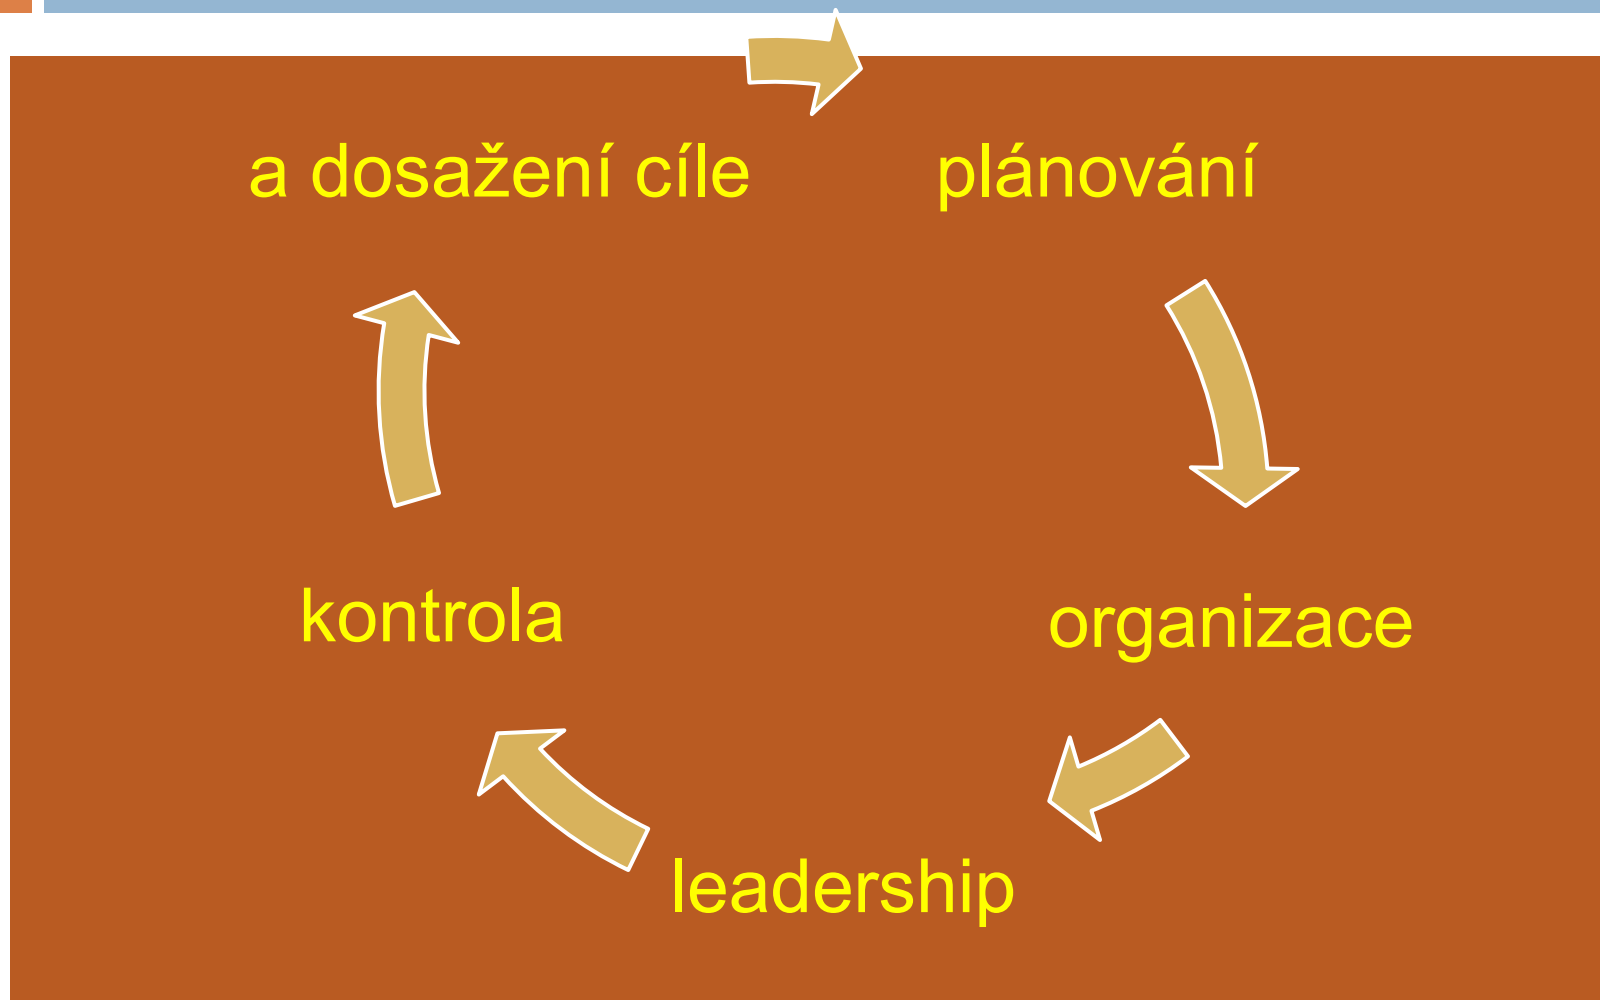 a dosažení cíle
plánování
kontrola
organizace
leadership